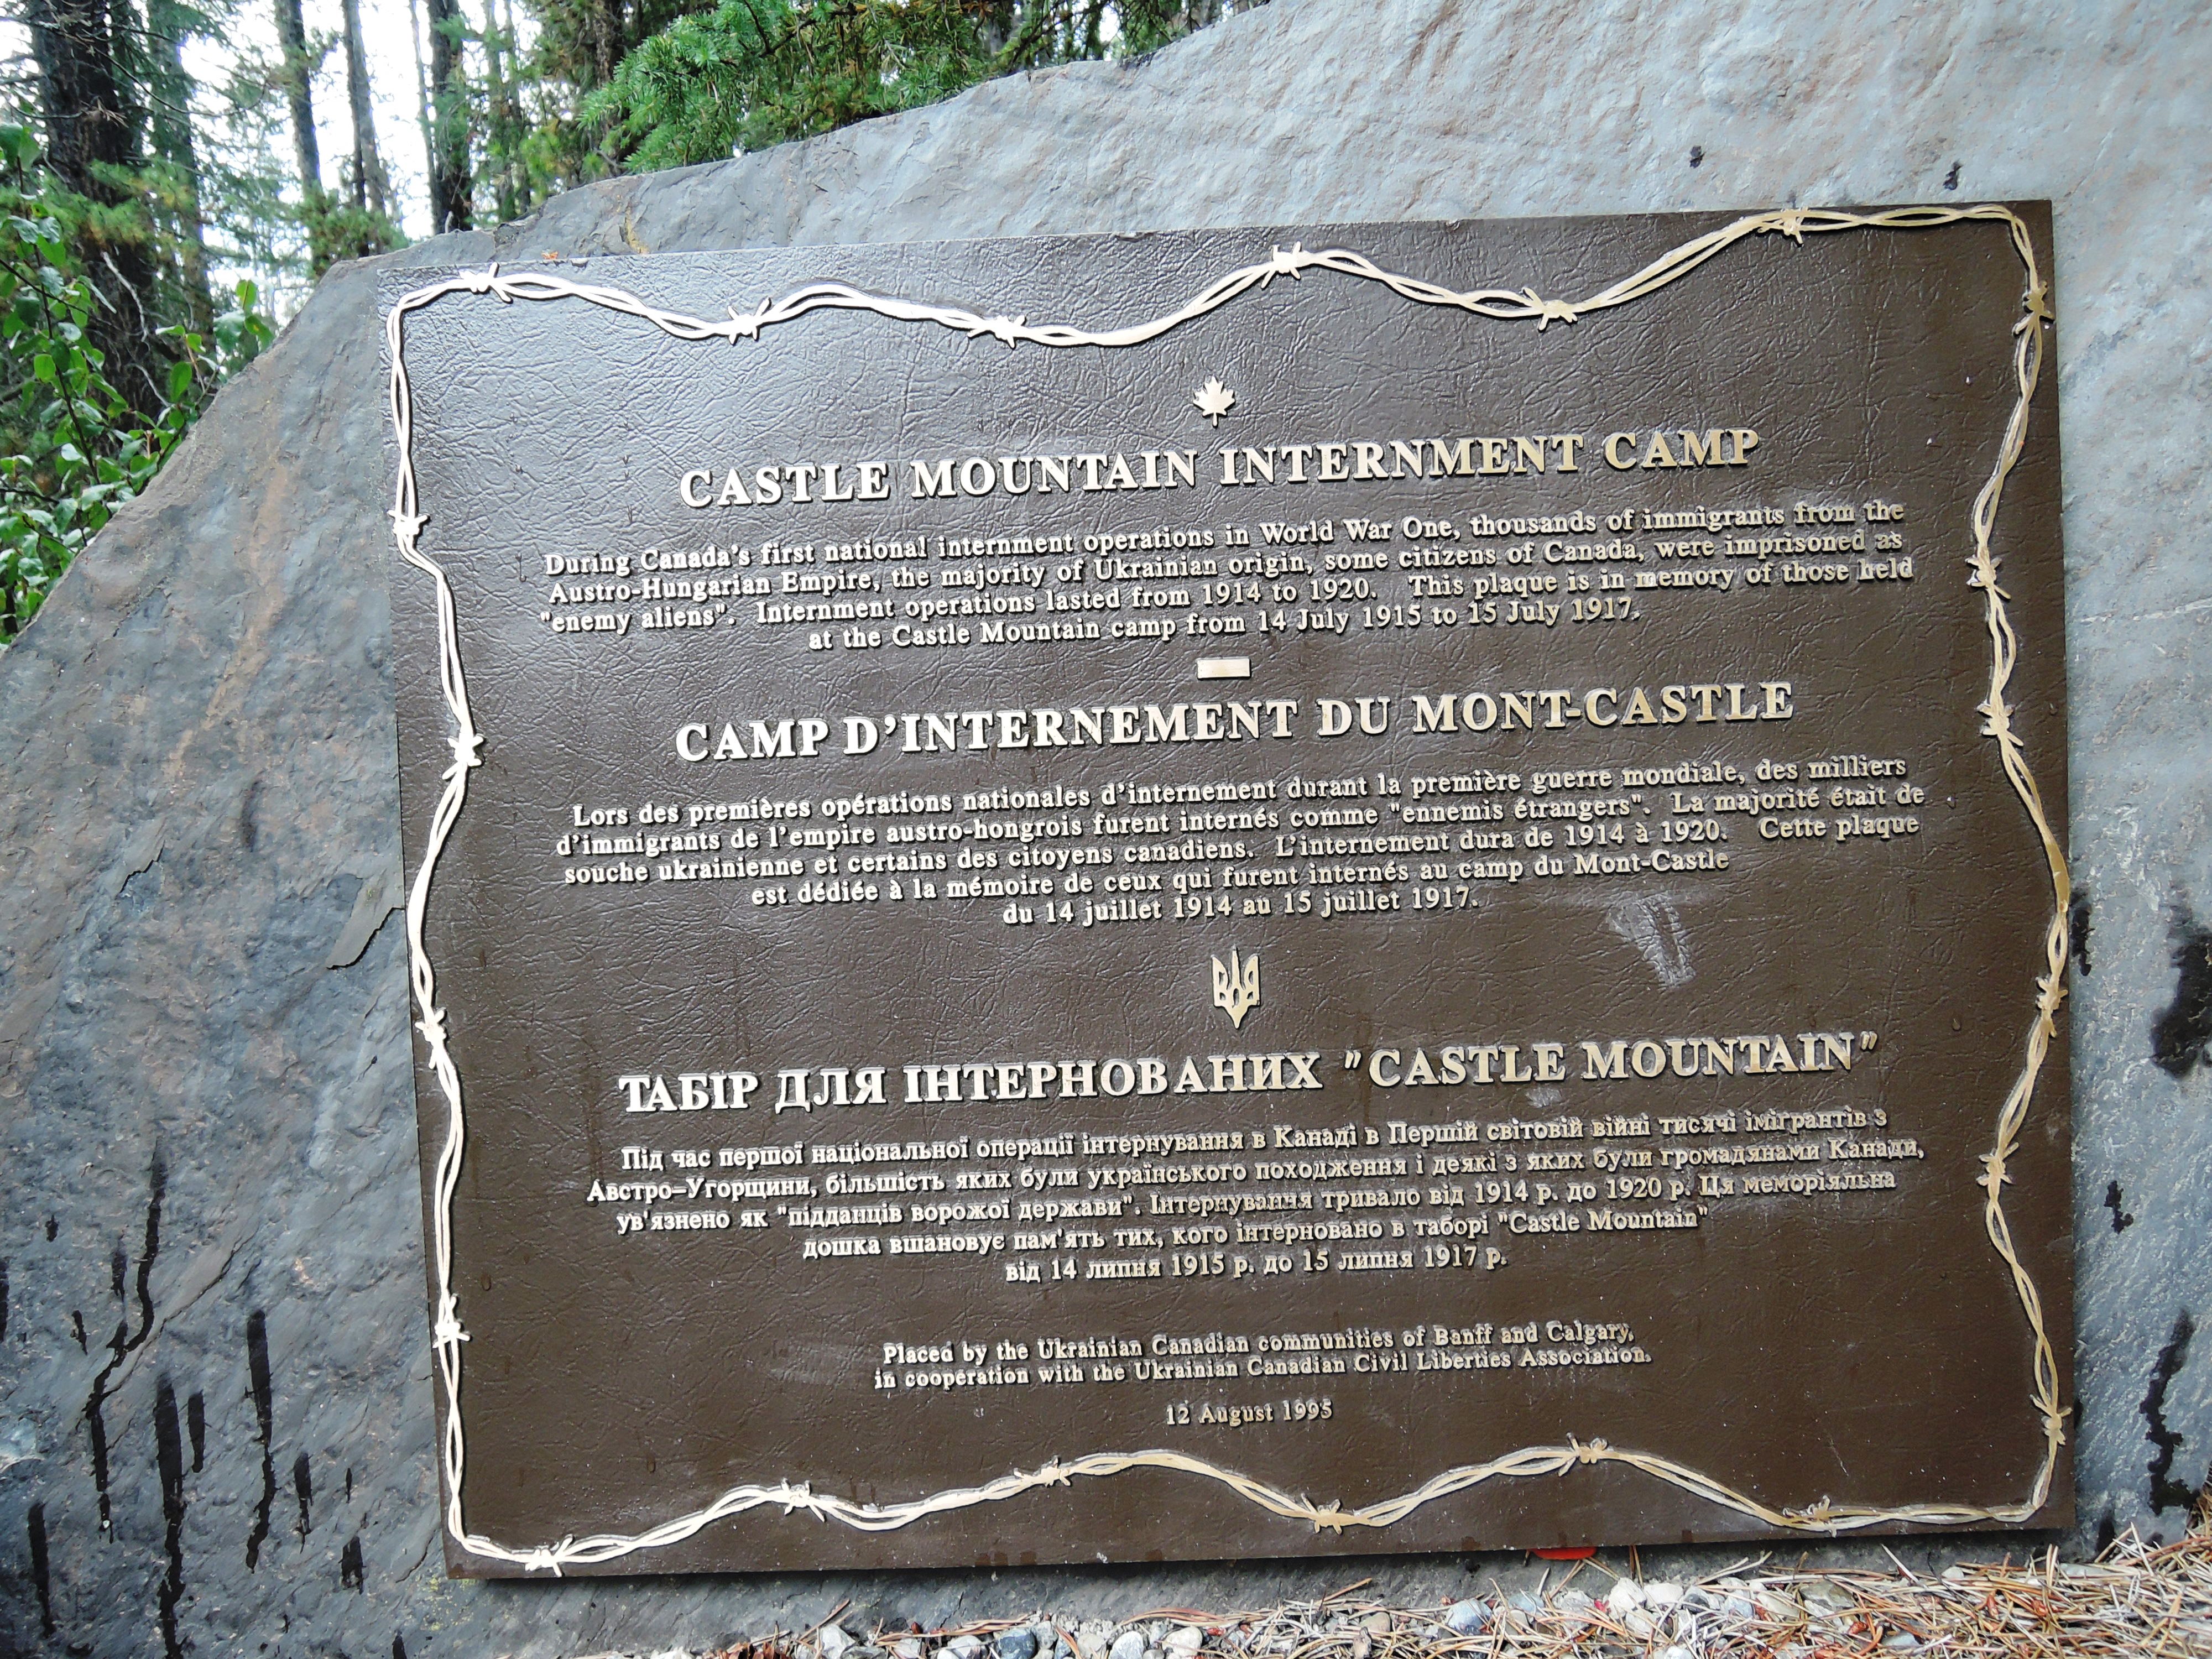 CASTLE MOUNTAIN INTERNMENT CAMP
During Canada's first national internment operations in World War One, thousands of immigrants from the
Austro-Hungarian Empire, the majority of Ukrainian origin, some citizens of Canada, were imprisoned as
"enemy aliens". Internment operations lasted from 1914 to 1920. This plaque is in memory of those held
at the Castle Mountain camp from 14 July 1915 to 15 July 1917.
CAMP D'INTERNEMENT DU MONT-CASTLE
Lors des premières opérations nationales d'internement durant la première guerre mondiale, des milliers
d'immigrants de l'empire austro-hongrois furent internés comme "ennemis étrangers". La majorité était de
souche ukrainienne et certains des citoyens canadiens. L'internement dura de 1914 à 1920. Cette plaque
est dédiée à la mémoire de ceux qui furent internés au camp du Mont-Castle
du 14 juillet 1914 au 15 juillet 1917.
ТАБІР ДЛЯ ІНТЕРНОВАНИХ "CASTLE MOUNTAIN"
Під час першої національної операції інтернування в Канаді в Першій світовій війні тисячі імігрантів з
Австро-Угорщини, більшість яких були українського походження і деякі з яких були громадянами Канади,
ув'язнено як "підданців ворожої держави". Інтернування тривало від 1914 р. до 1920 р. Ця меморіяльна
дошка вшановує пам'ять тих, кого інтерновано в таборі "Castle Mountain"
від 14 липня 1915 р. до 15 липня 1917 р.
Placed by the Ukrainian Canadian communities of Banff and Calgary,
in cooperation with the Ukrainian Canadian Civil Liberties Association.
12 August 1995